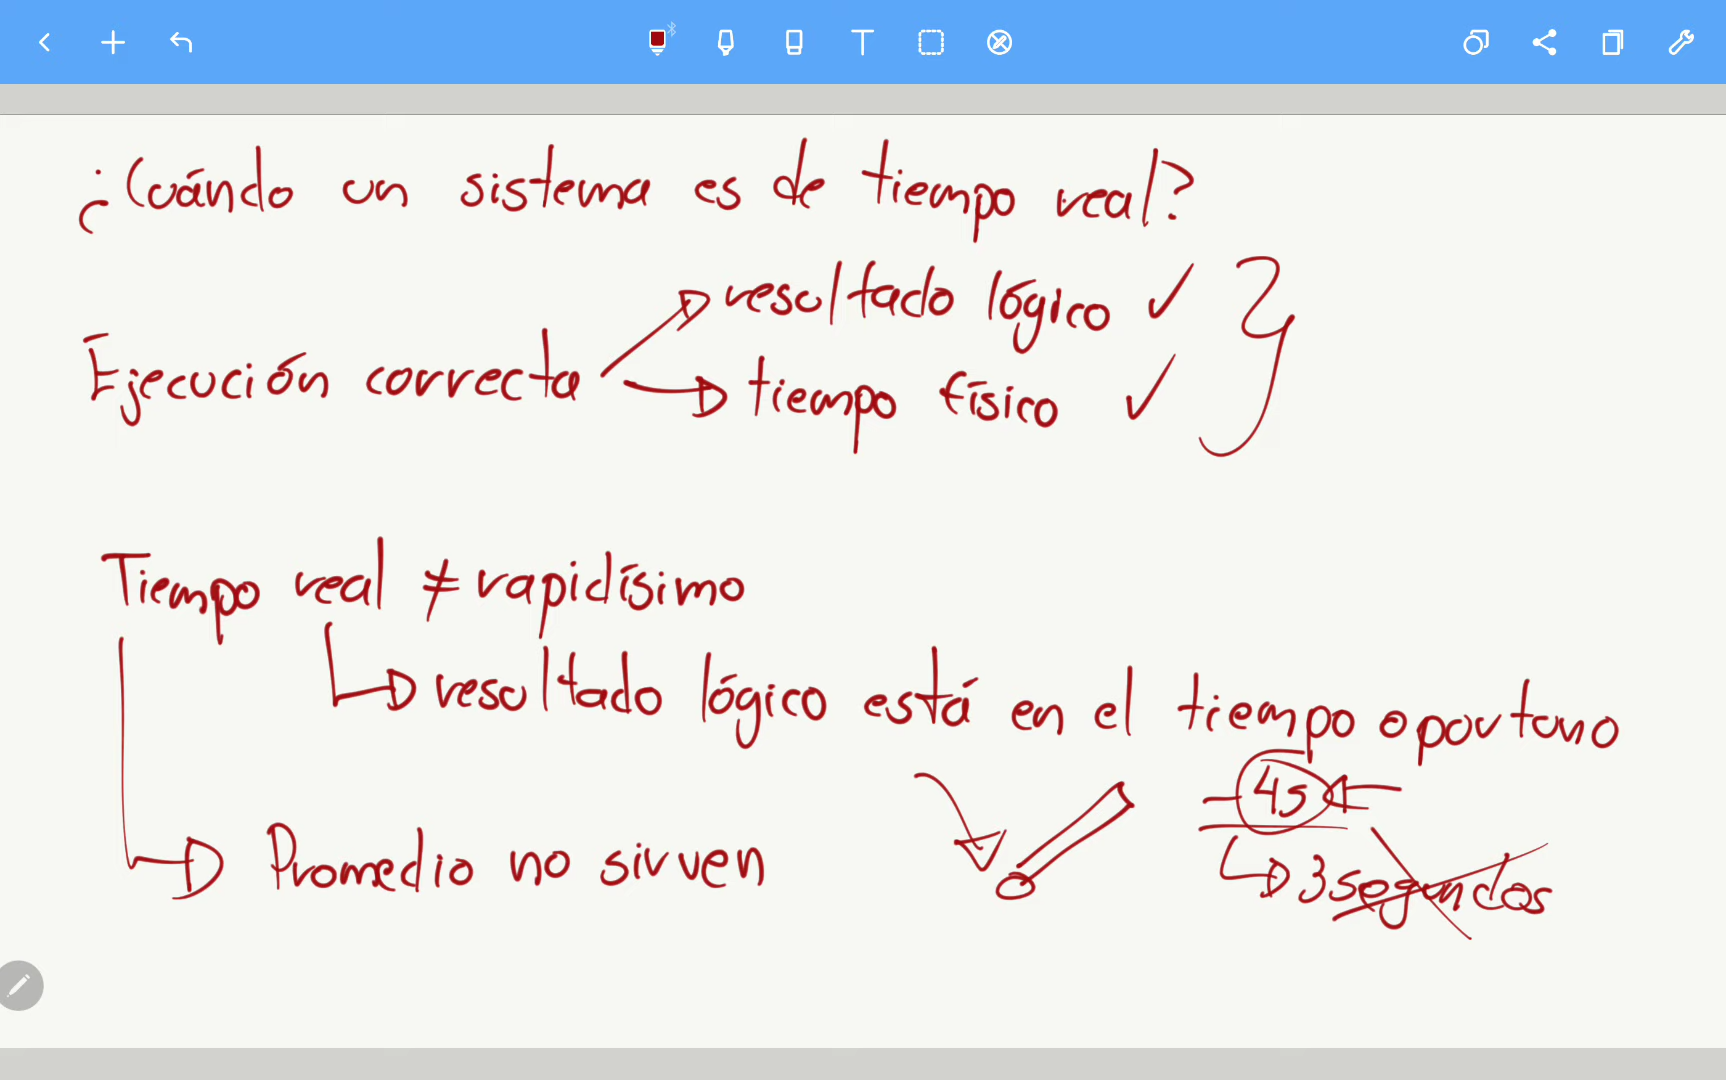 ¿Cuándo un sistema es de tiempo real?
resultado lógico ✓
Ejecución correcta
tiempo físico ✓
Tiempo real ≠ rapidísimo
resultado lógico está en el tiempo oportuno
4s
Promedio no sirven
3 segundos